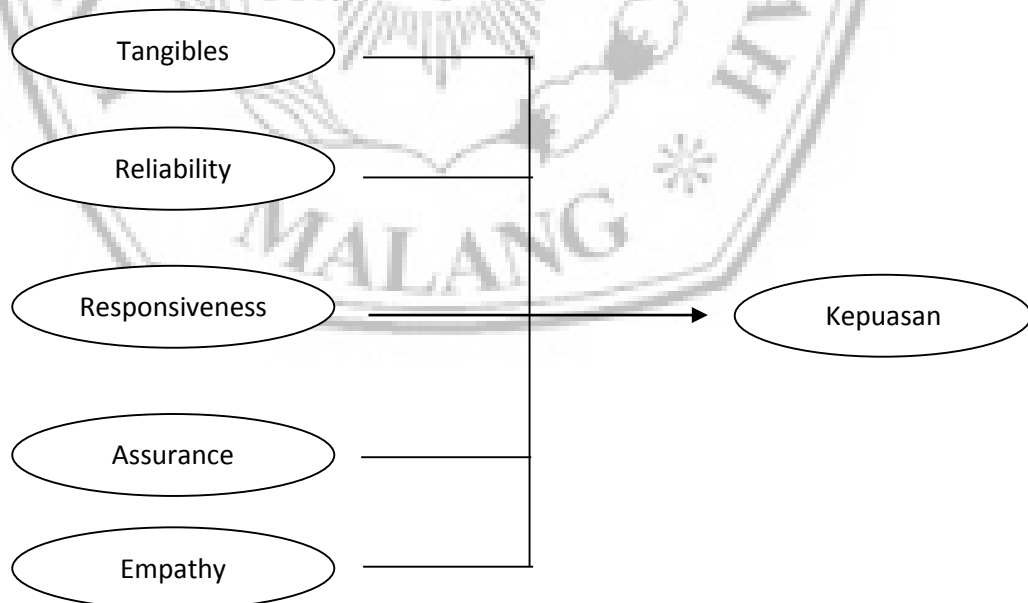 Tangibles
Reliability
MALANG
Responsiveness
Kepuasan
Assurance
Empathy